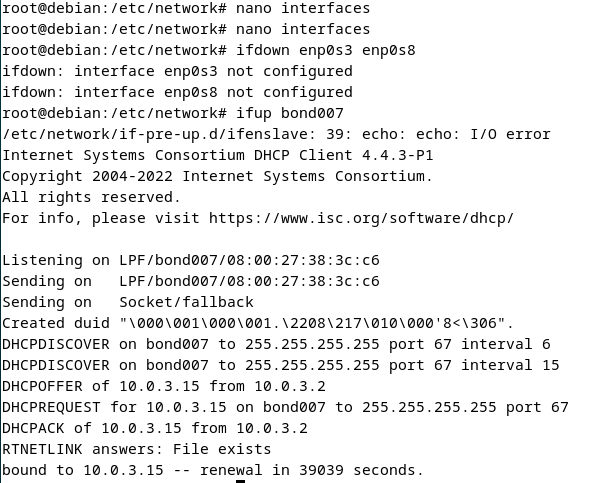 root@debian:/etc/network# nano interfaces
root@debian:/etc/network# nano interfaces
root@debian:/etc/network# ifdown enp0s3 enp0s8
ifdown: interface enp0s3 not configured
ifdown: interface enp0s8 not configured
root@debian:/etc/network# ifup bond007
/etc/network/if-pre-up.d/ifenslave: 39: echo: echo: I/O error
Internet Systems Consortium DHCP Client 4.4.3-P1
Copyright 2004-2022 Internet Systems Consortium.
All rights reserved.
For info, please visit https://www.isc.org/software/dhcp/

Listening on LPF/bond007/08:00:27:38:3c:c6
Sending on   LPF/bond007/08:00:27:38:3c:c6
Sending on   Socket/fallback
Created duid "\000\001\000\001.\2208\217\010\000'8<\306".
DHCPDISCOVER on bond007 to 255.255.255.255 port 67 interval 6
DHCPDISCOVER on bond007 to 255.255.255.255 port 67 interval 15
DHCPOFFER of 10.0.3.15 from 10.0.3.2
DHCPREQUEST for 10.0.3.15 on bond007 to 255.255.255.255 port 67
DHCPACK of 10.0.3.15 from 10.0.3.2
RTNETLINK answers: File exists
bound to 10.0.3.15 -- renewal in 39039 seconds.